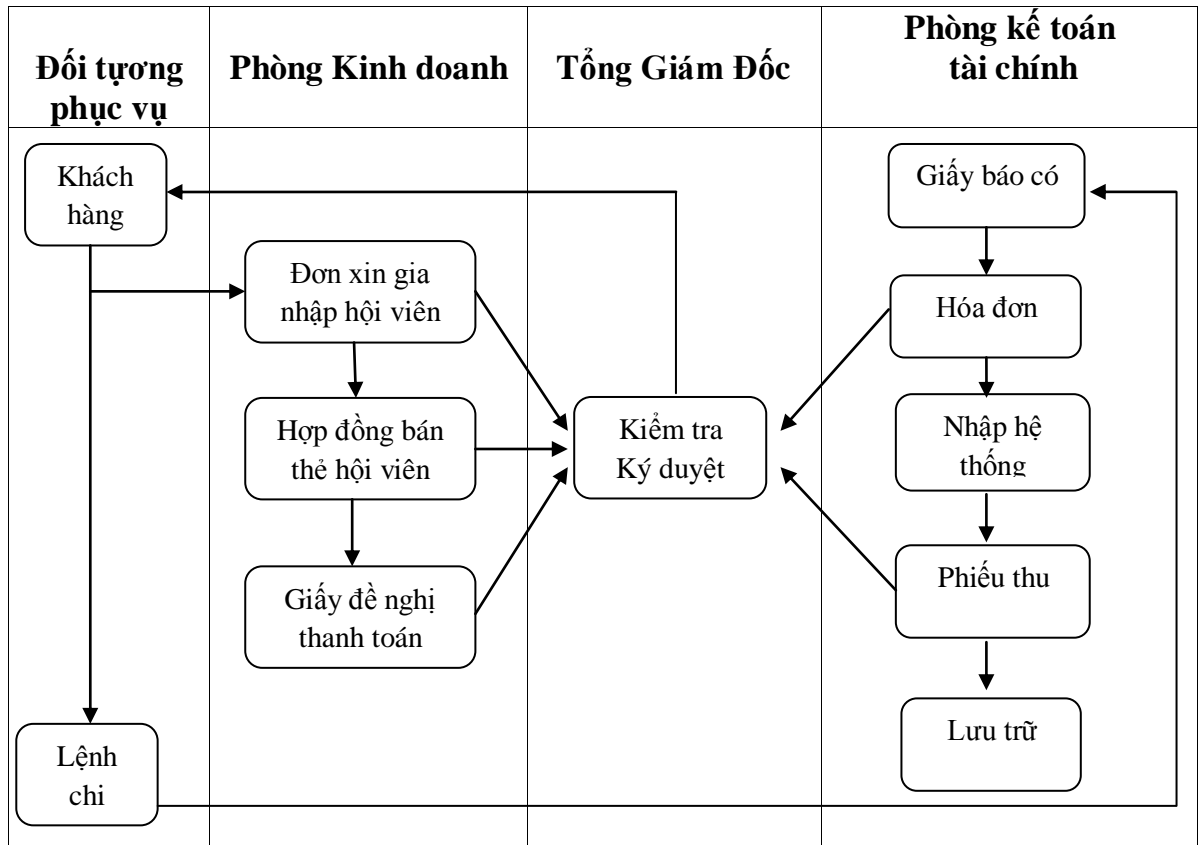 Đối tựơng
phục vụ
Phòng Kinh doanh
Tổng Giám Đốc
Phòng kế toán
tài chính
Khách
hàng
Đơn xin gia
nhập hội viên
Hợp đồng bán
thẻ hội viên
Giấy đề nghị
thanh toán
Lệnh
chi
Kiểm tra
Ký duyệt
Giấy báo có
Hóa đơn
Nhập hệ
thống
Phiếu thu
Lưu trữ